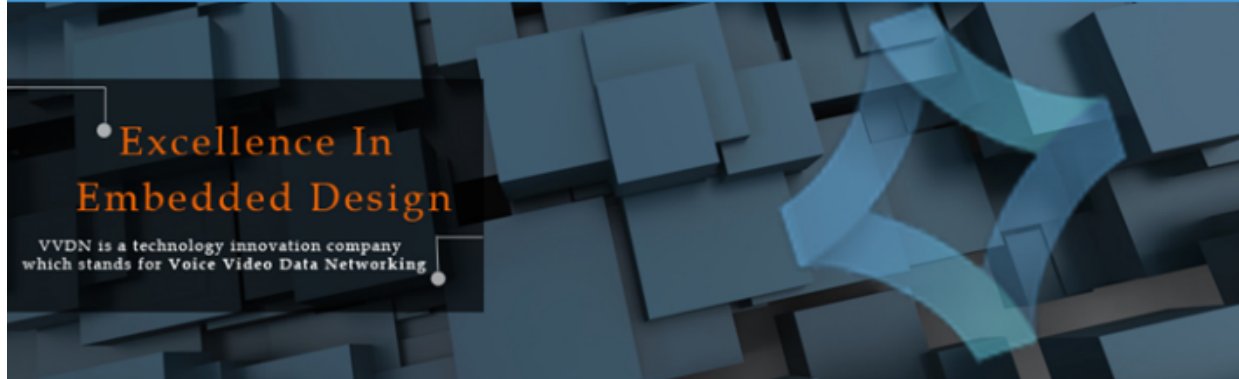 Excellence In
Embedded Design
VVDN is a technology innovation company
which stands for Voice Video Data Networking